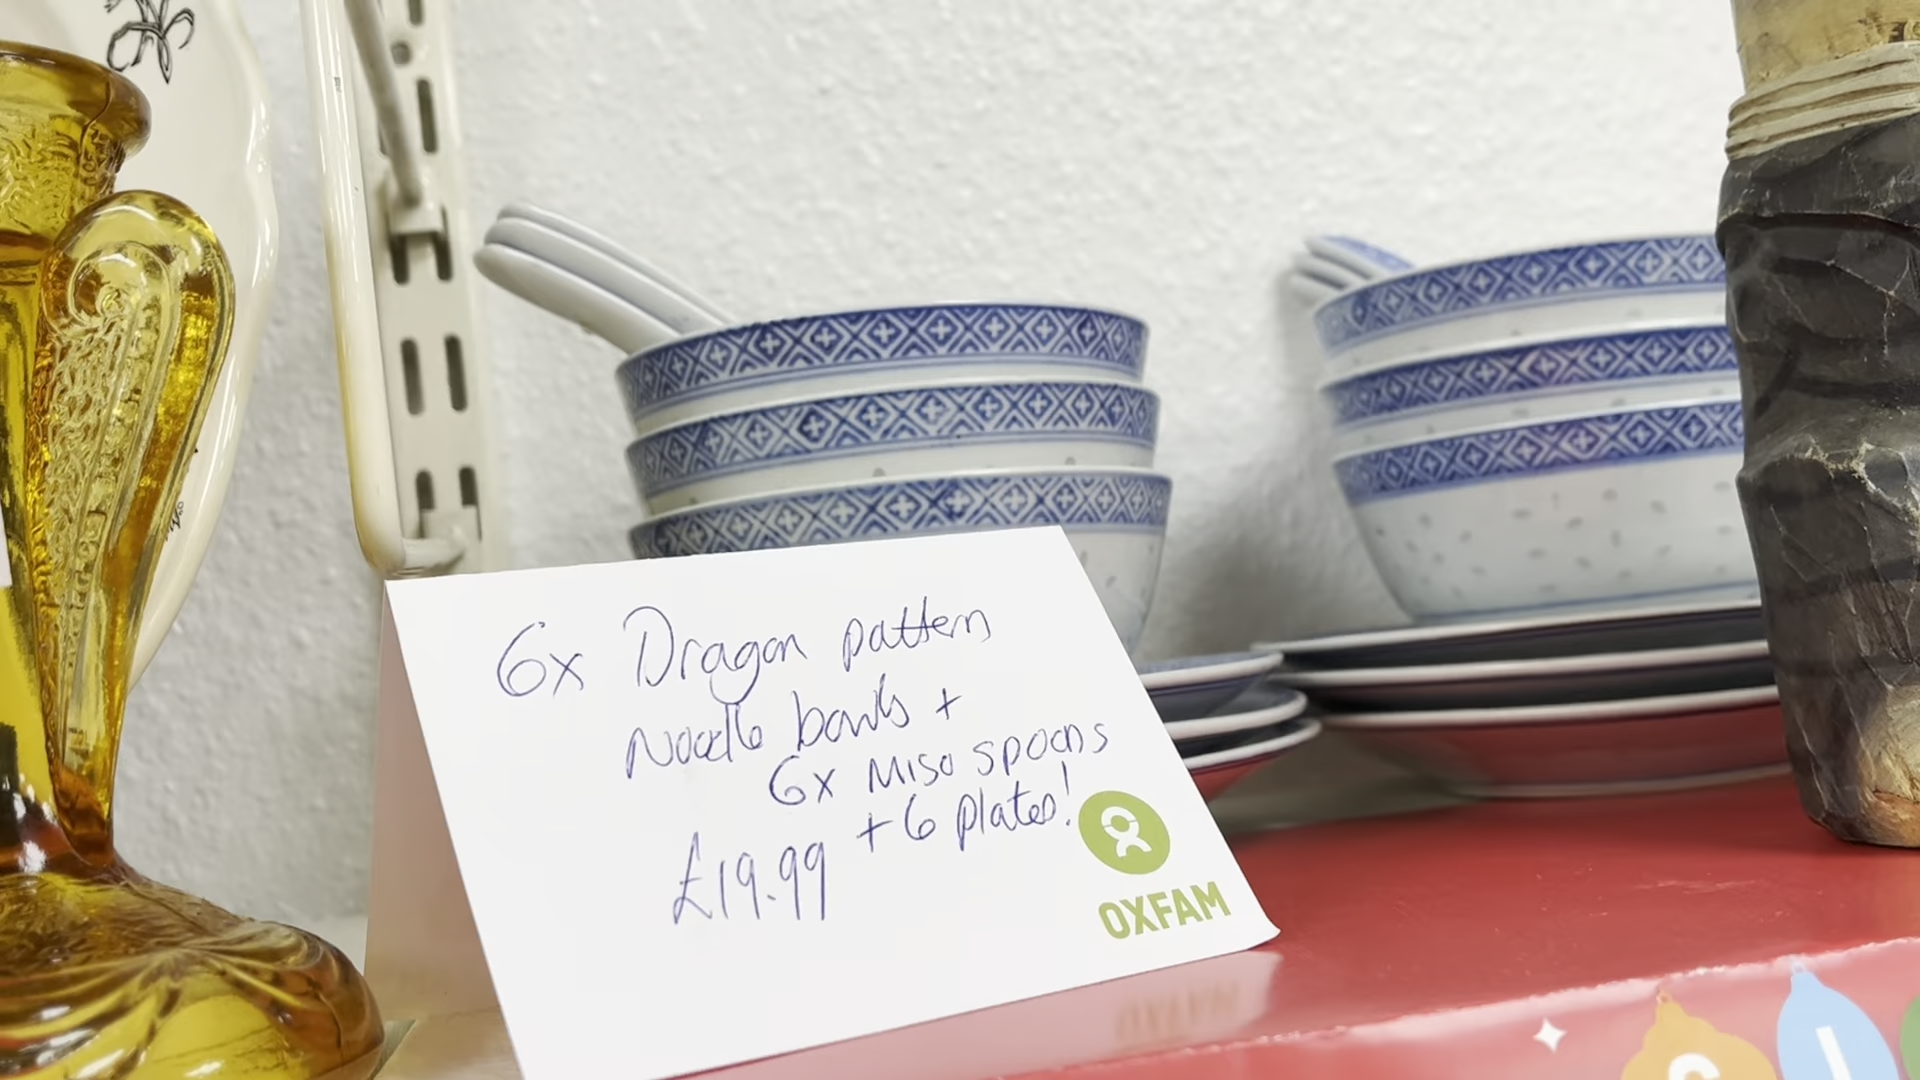 6x Dragon pattern
Noodle bowls +
6x Miso spoons
+ 6 plates!
£19.99
OXFAM